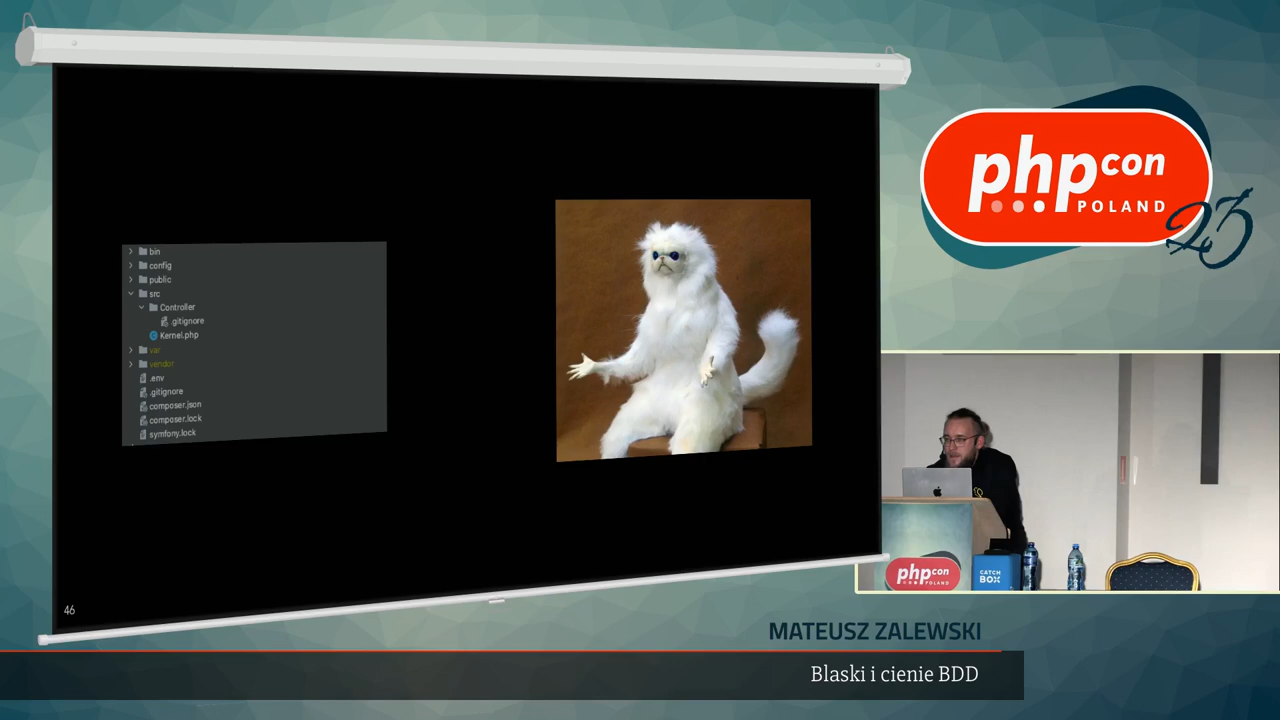 bin
config
public
src
Controller
.gitignore
Kernel.php
var
vendor
.env
.gitignore
composer.json
composer.lock
symfony.lock
46
php con
POLAND
23
php con
POLAND
CATCH
BOX
MATEUSZ ZALEWSKI
Blaski i cienie BDD